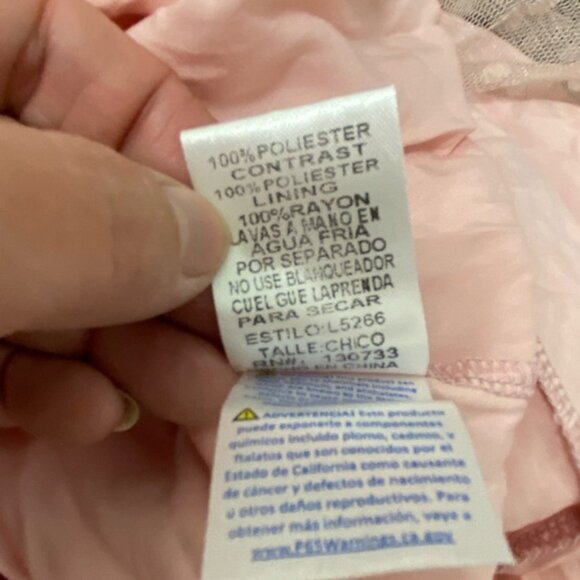 100% POLIESTER
CONTRAST
100% POLIESTER
LINING
100% RAYON
LAVAS A MANO EN
AGUA FRIA
POR SEPARADO
NO USE BLANQUEADOR
CUELGUE LAPRENDA
PARA SECAR
ESTILO:L5266
TALLE:CHICO
RN#. 130733
EN CHINA
ADVERTENCIA! Este producto
puede exponerle a componentes
químicos incluido plomo, cadmio, y
ftalatos que son conocidos por el
Estado de California como causante
de cáncer y defectos de nacimiento
u otros daños reproductivos. Para
obtener más información, vaya a
www.P65Warnings.ca.gov